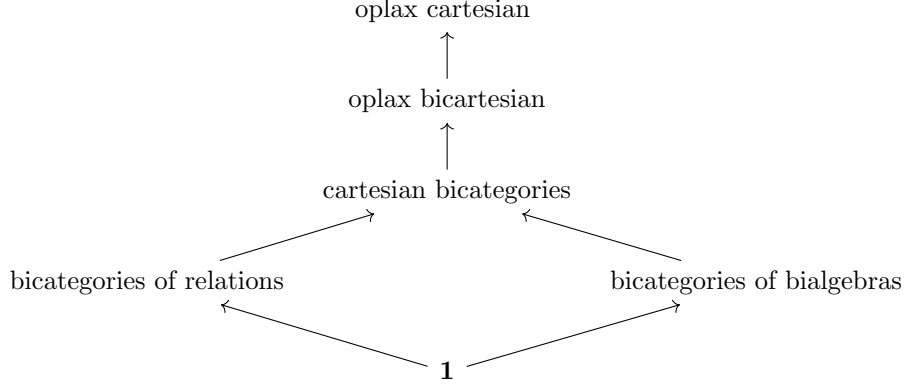 oplax cartesian
oplax bicartesian
cartesian bicategories
bicategories of relations
bicategories of bialgebras
1